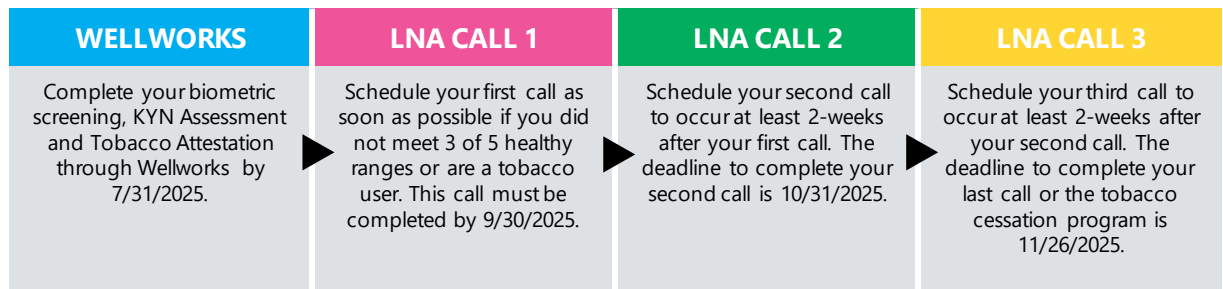 WELLWORKS
Complete your biometric
screening, KYN Assessment
and Tobacco Attestation
through Wellworks by
7/31/2025.
LNA CALL 1
Schedule your first call as
soon as possible if you did
not meet 3 of 5 healthy
ranges or are a tobacco
user. This call must be
completed by 9/30/2025.
LNA CALL 2
Schedule your second call
to occur at least 2-weeks
after your first call. The
deadline to complete your
second call is 10/31/2025.
LNA CALL 3
Schedule your third call to
occur at least 2-weeks after
your second call. The
deadline to complete your
last call or the tobacco
cessation program is
11/26/2025.